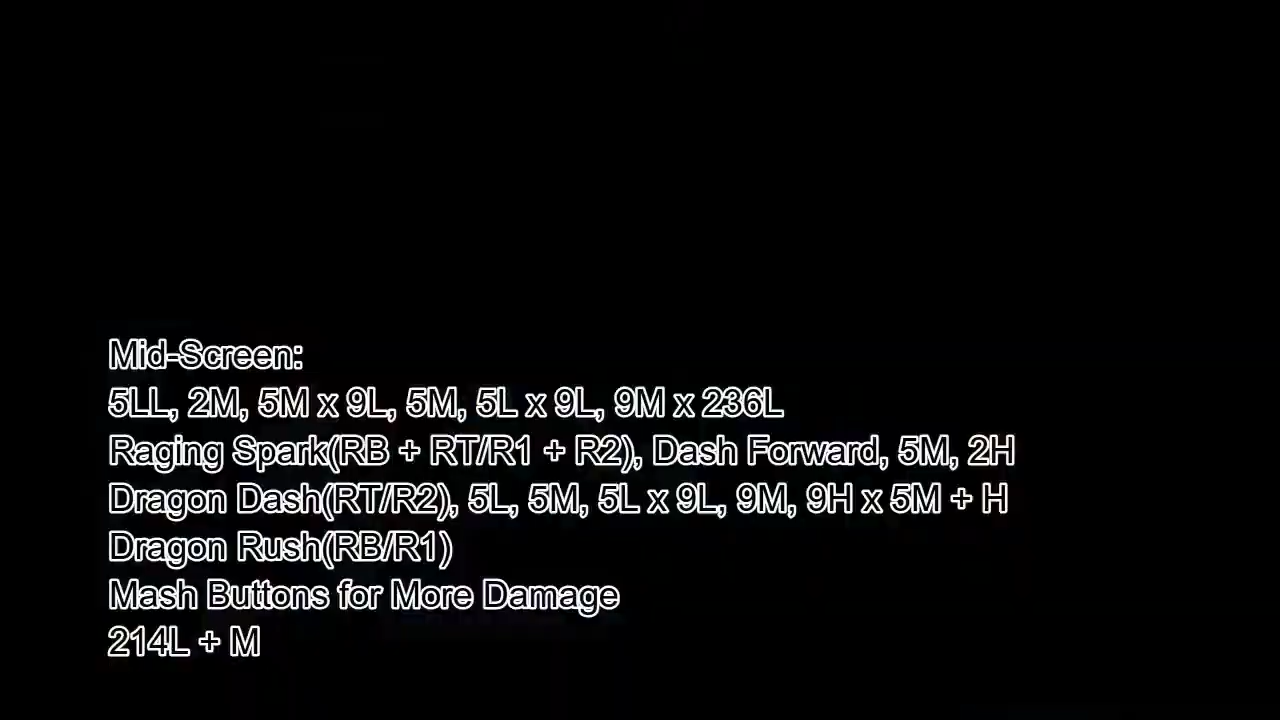 Mid-Screen:
5LL, 2M, 5M x 9L, 5M, 5L x 9L, 9M x 236L
Raging Spark(RB + RT/R1 + R2), Dash Forward, 5M, 2H
Dragon Dash(RT/R2), 5L, 5M, 5L x 9L, 9M, 9H x 5M + H
Dragon Rush(RB/R1)
Mash Buttons for More Damage
214L + M